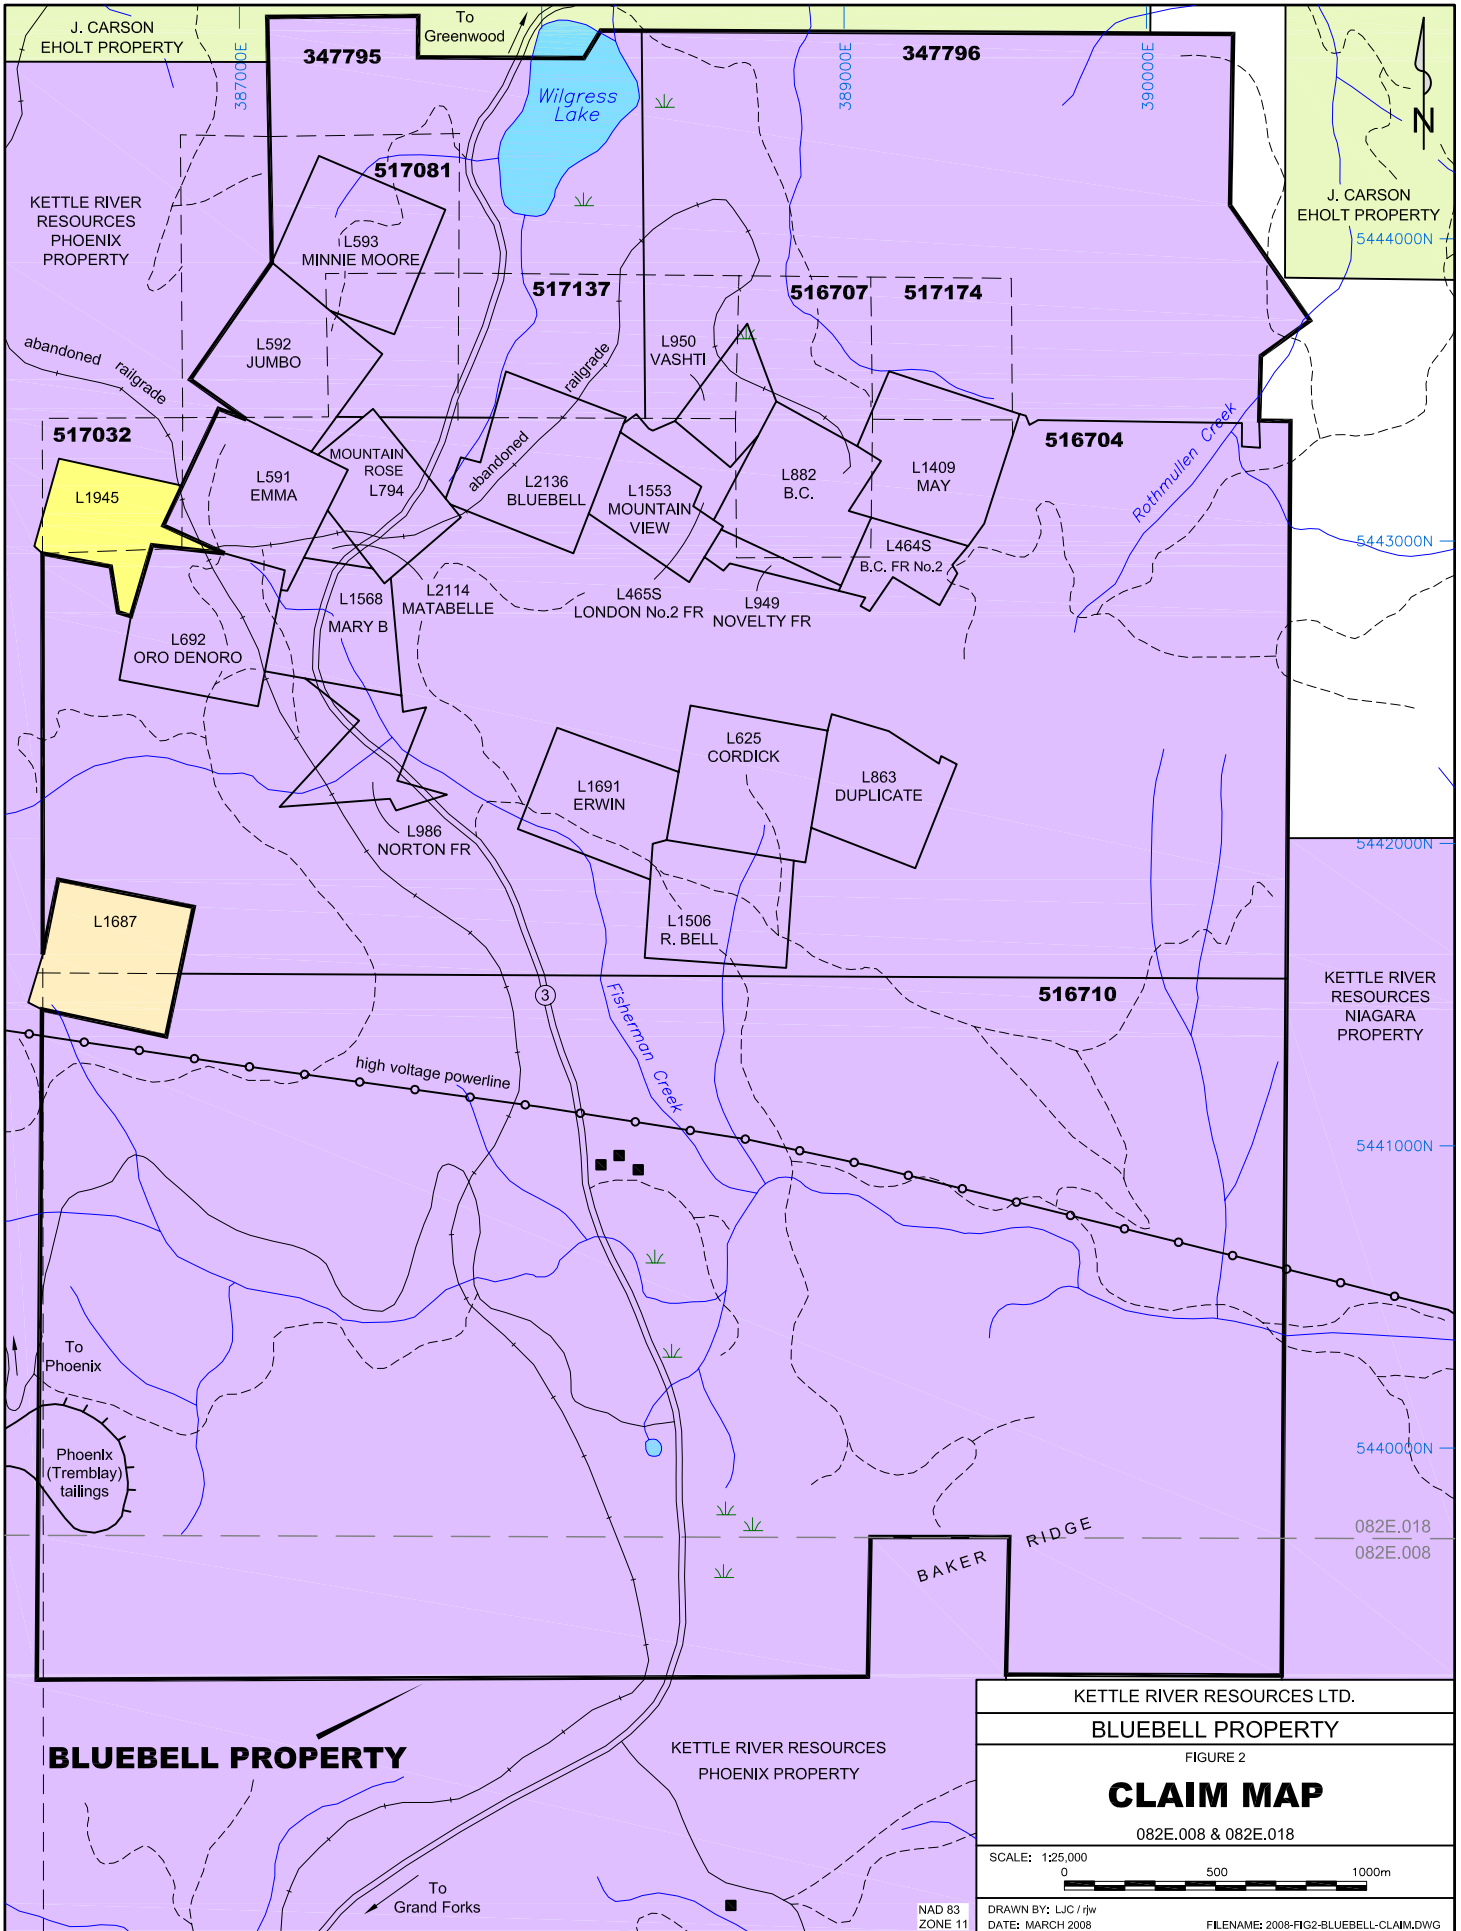 J. CARSON
EHOLT PROPERTY
To
Greenwood
347795
347796
387000E
389000E
390000E
Wilgress
Lake
N
517081
KETTLE RIVER
RESOURCES
PHOENIX
PROPERTY
J. CARSON
EHOLT PROPERTY
5444000N
L593
MINNIE MOORE
517137
516707
517174
L592
JUMBO
L950
VASHTI
abandoned railgrade
abandoned railgrade
517032
516704
Rothmullen Creek
MOUNTAIN
ROSE
L794
L591
EMMA
L1945
L2136
BLUEBELL
L1553
MOUNTAIN
VIEW
L882
B.C.
L1409
MAY
5443000N
L464S
B.C. FR No.2
L1568
MARY B
L2114
MATABELLE
L465S
LONDON No.2 FR
L949
NOVELTY FR
L692
ORO DENORO
L625
CORDICK
L1691
ERWIN
L863
DUPLICATE
L986
NORTON FR
5442000N
L1687
L1506
R. BELL
3
516710
Fisherman Creek
KETTLE RIVER
RESOURCES
NIAGARA
PROPERTY
high voltage powerline
5441000N
To
Phoenix
Phoenix
(Tremblay)
tailings
5440000N
082E.018
082E.008
BAKER RIDGE
BLUEBELL PROPERTY
KETTLE RIVER RESOURCES
PHOENIX PROPERTY
To
Grand Forks
NAD 83
ZONE 11
KETTLE RIVER RESOURCES LTD.
BLUEBELL PROPERTY
FIGURE 2
CLAIM MAP
082E.008 & 082E.018
SCALE: 1:25,000
0 500 1000m
DRAWN BY: LJC / rjw
DATE: MARCH 2008
FILENAME: 2008-FIG2-BLUEBELL-CLAIM.DWG